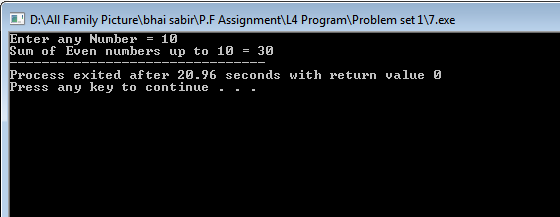 D:\All Family Picture\bhai sabir\P.F Assignment\L4 Program\Problem set 1\7.exe
Enter any Number = 10
Sum of Even numbers up to 10 = 30
--------------------------------
Process exited after 20.96 seconds with return value 0
Press any key to continue . . .